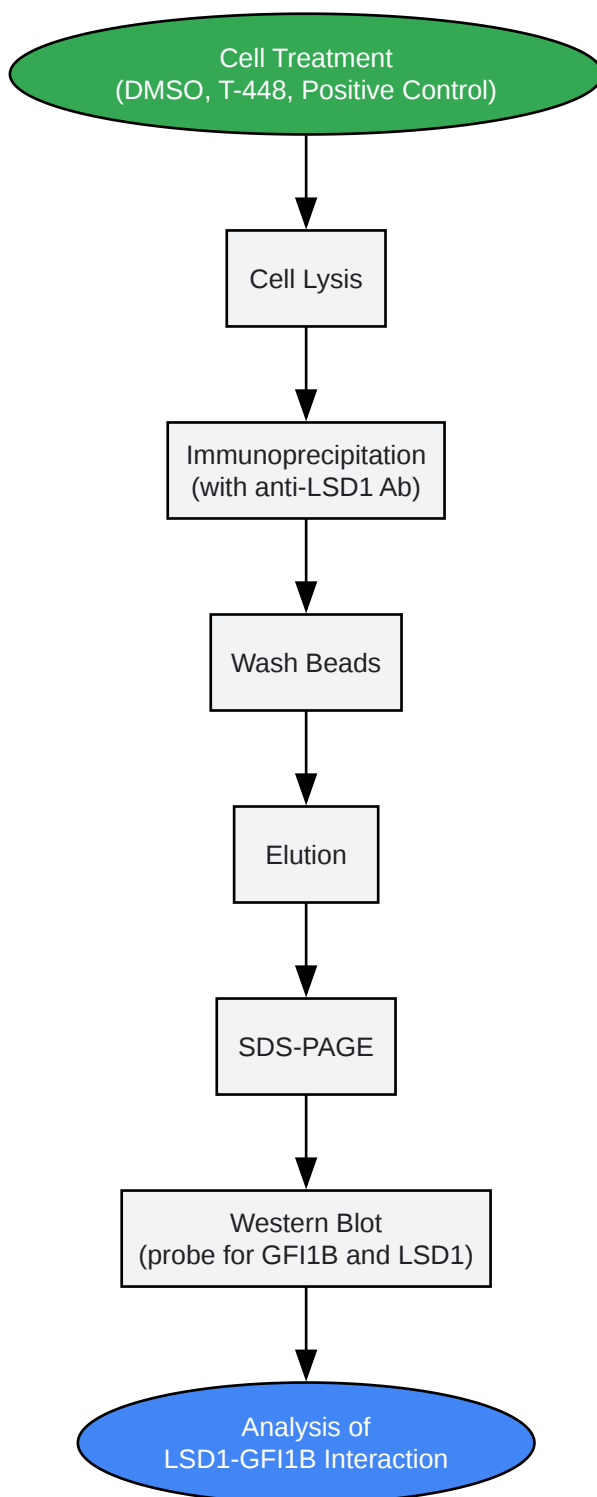 Cell Treatment
(DMSO, T-448, Positive Control)
Cell Lysis
Immunoprecipitation
(with anti-LSD1 Ab)
Wash Beads
Elution
SDS-PAGE
Western Blot
(probe for GFI1B and LSD1)
Analysis of
LSD1-GFI1B Interaction